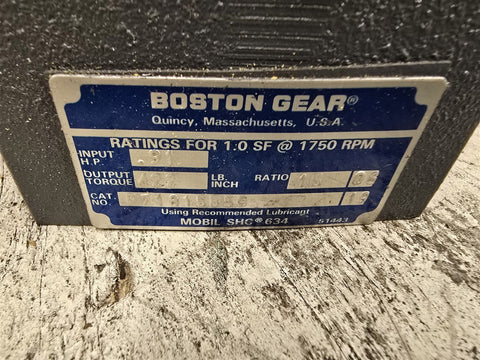 BOSTON GEAR®
Quincy, Massachusetts, U.S.A.
RATINGS FOR 1.0 SF @ 1750 RPM
INPUT H.P.
OUTPUT TORQUE LB. INCH RATIO
CAT. NO.
Using Recommended Lubricant
MOBIL SHC® 634 51443